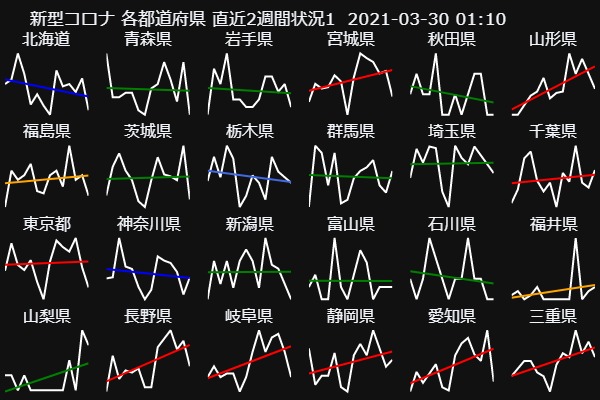 新型コロナ 各都道府県 直近2週間状況1 2021-03-30 01:10
北海道 青森県 岩手県 宮城県 秋田県 山形県
福島県 茨城県 栃木県 群馬県 埼玉県 千葉県
東京都 神奈川県 新潟県 富山県 石川県 福井県
山梨県 長野県 岐阜県 静岡県 愛知県 三重県